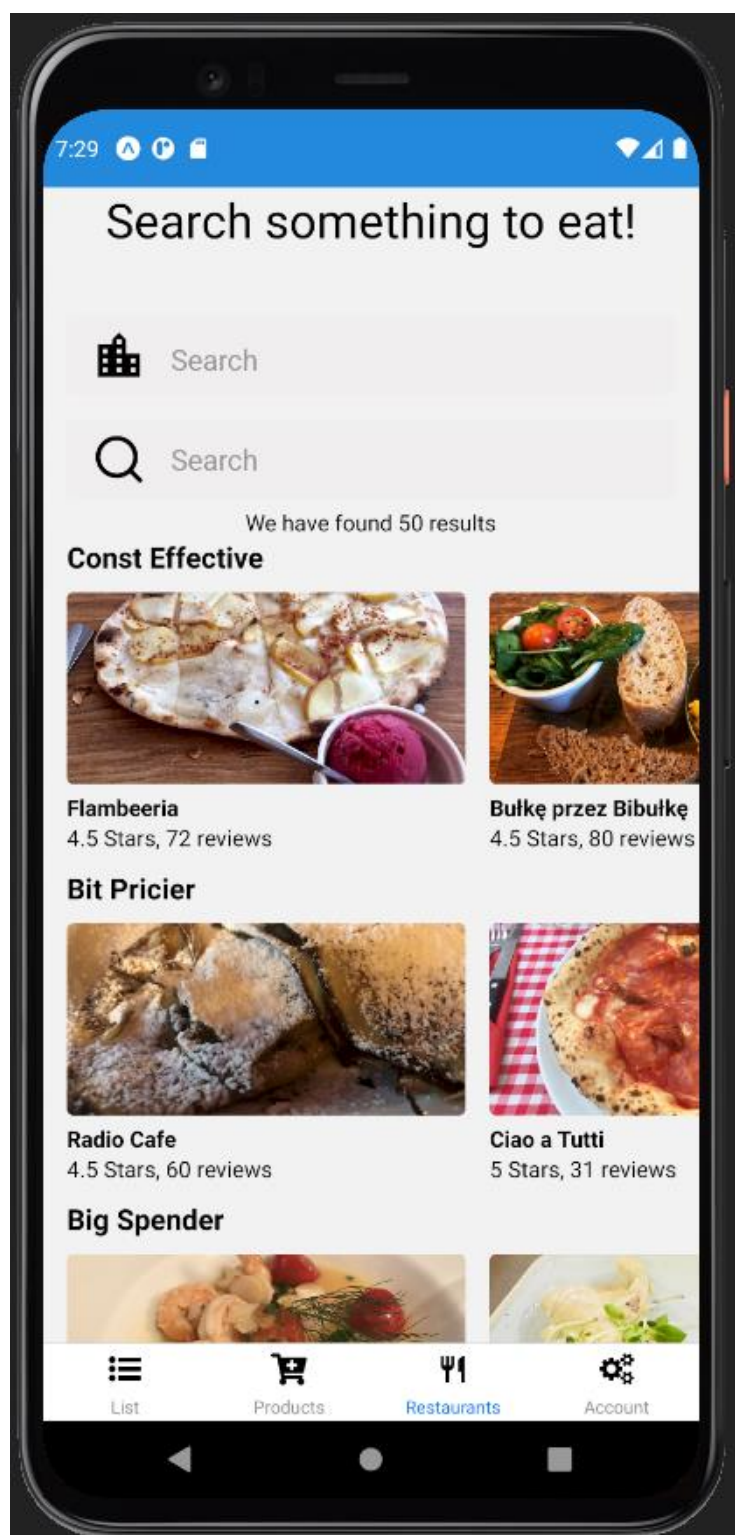 7:29
Search something to eat!
Search
Search
We have found 50 results
Const Effective
Flambeeria
4.5 Stars, 72 reviews
Bułkę przez Bibułkę
4.5 Stars, 80 reviews
Bit Pricier
Radio Cafe
4.5 Stars, 60 reviews
Ciao a Tutti
5 Stars, 31 reviews
Big Spender
List
Products
Restaurants
Account